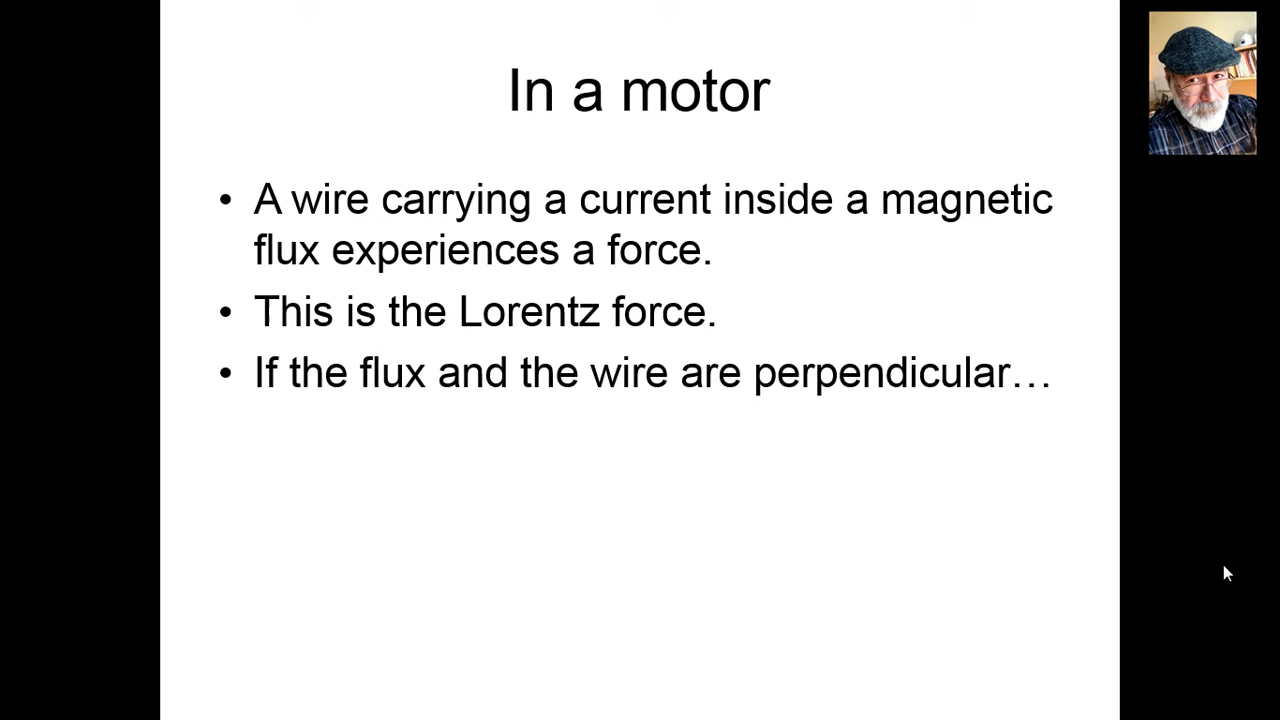 In a motor
• A wire carrying a current inside a magnetic
flux experiences a force.
• This is the Lorentz force.
• If the flux and the wire are perpendicular…